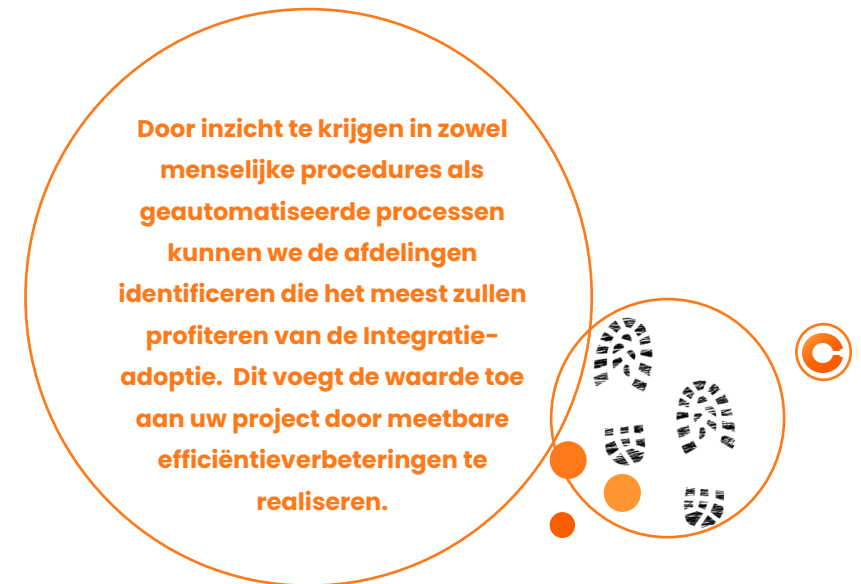 Door inzicht te krijgen in zowel
menselijke procedures als
geautomatiseerde processen
kunnen we de afdelingen
identificeren die het meest zullen
profiteren van de Integratie-
adoptie.  Dit voegt de waarde toe
aan uw project door meetbare
efficiëntieverbeteringen te
realiseren.